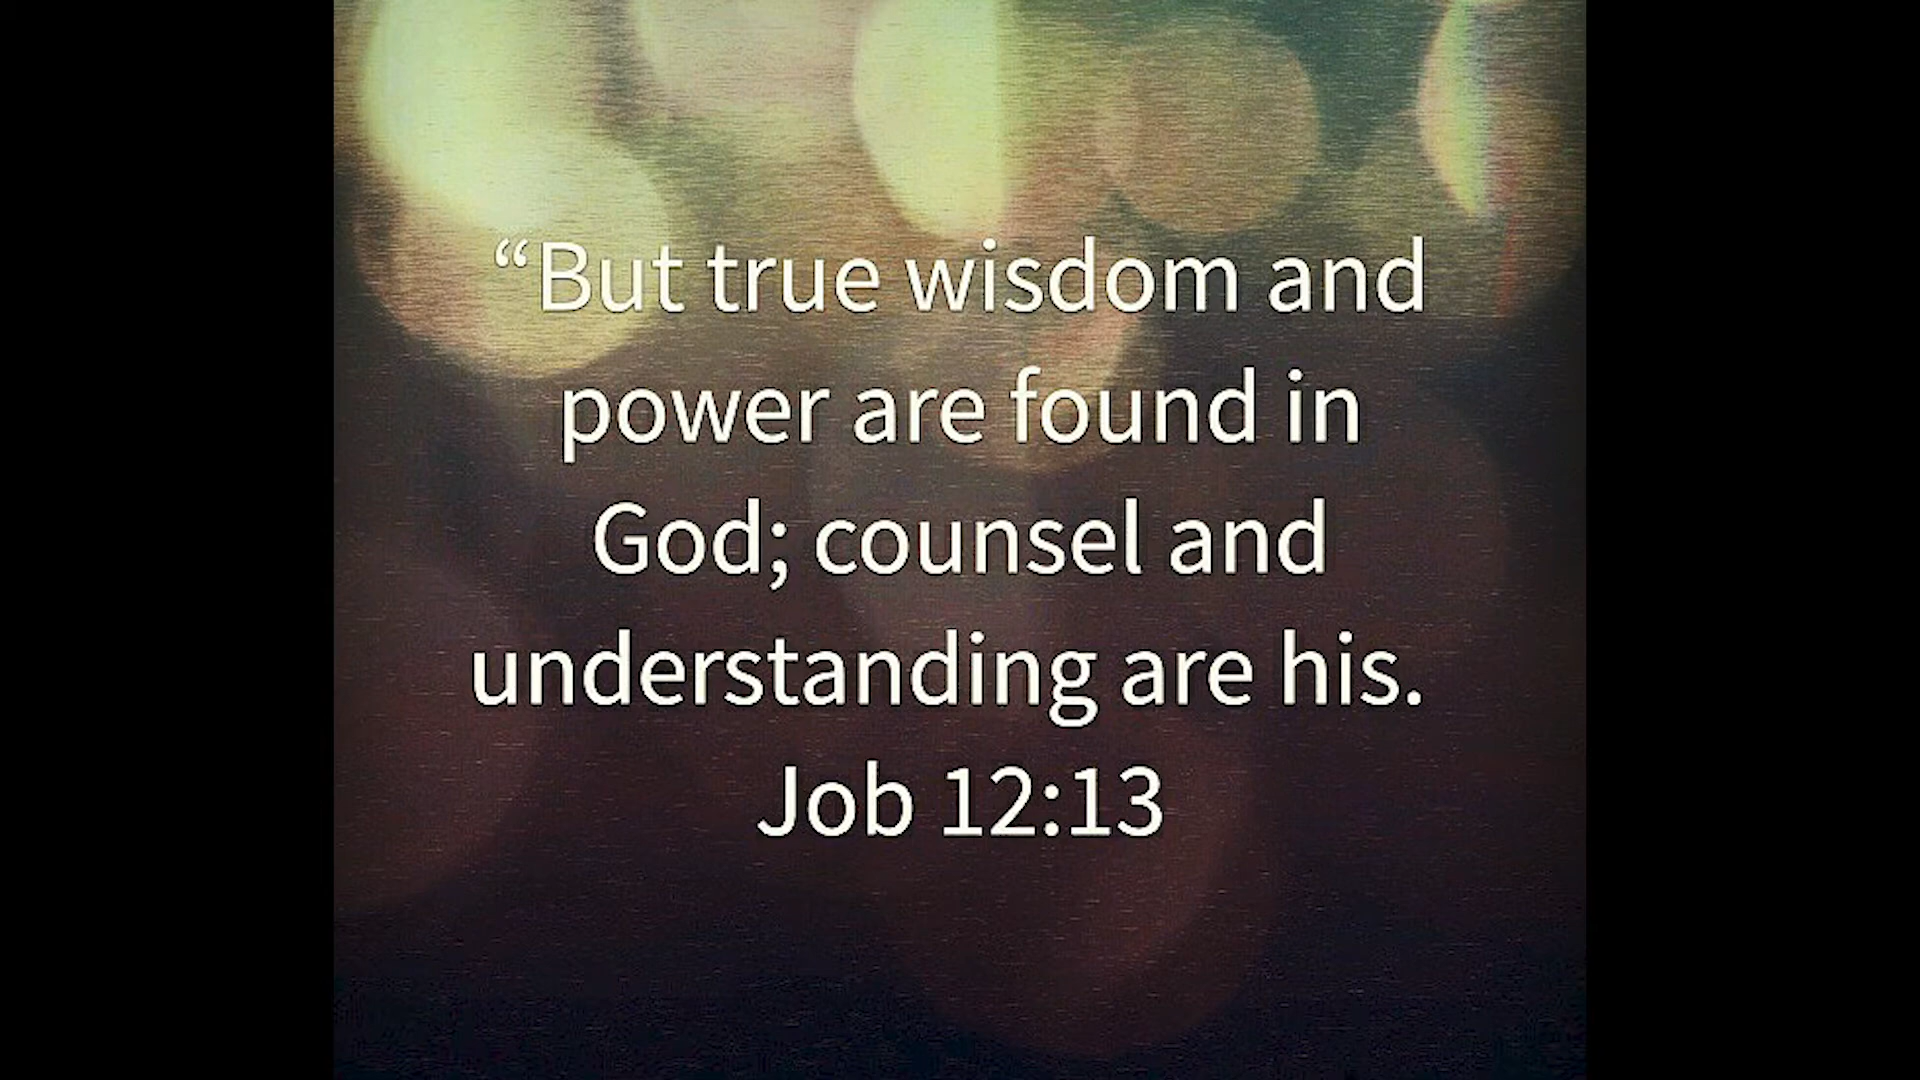 “But true wisdom and
power are found in
God; counsel and
understanding are his.
Job 12:13